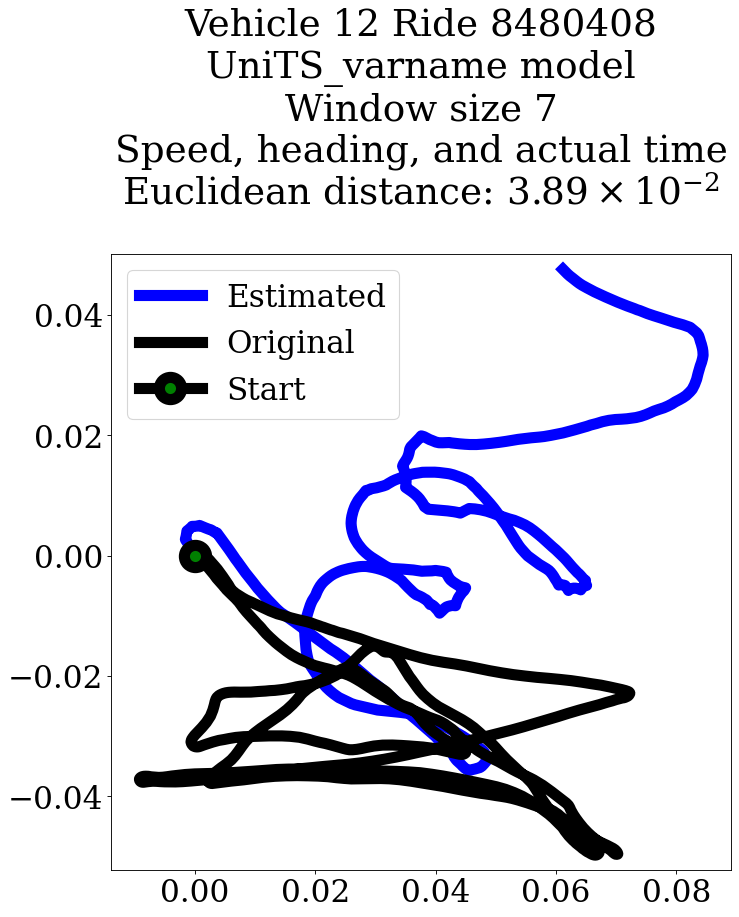 Vehicle 12 Ride 8480408
UniTS_varname model
Window size 7
Speed, heading, and actual time
Euclidean distance: 3.89 × 10⁻²
Estimated
Original
Start
0.04
0.02
0.00
−0.02
−0.04
0.00 0.02 0.04 0.06 0.08